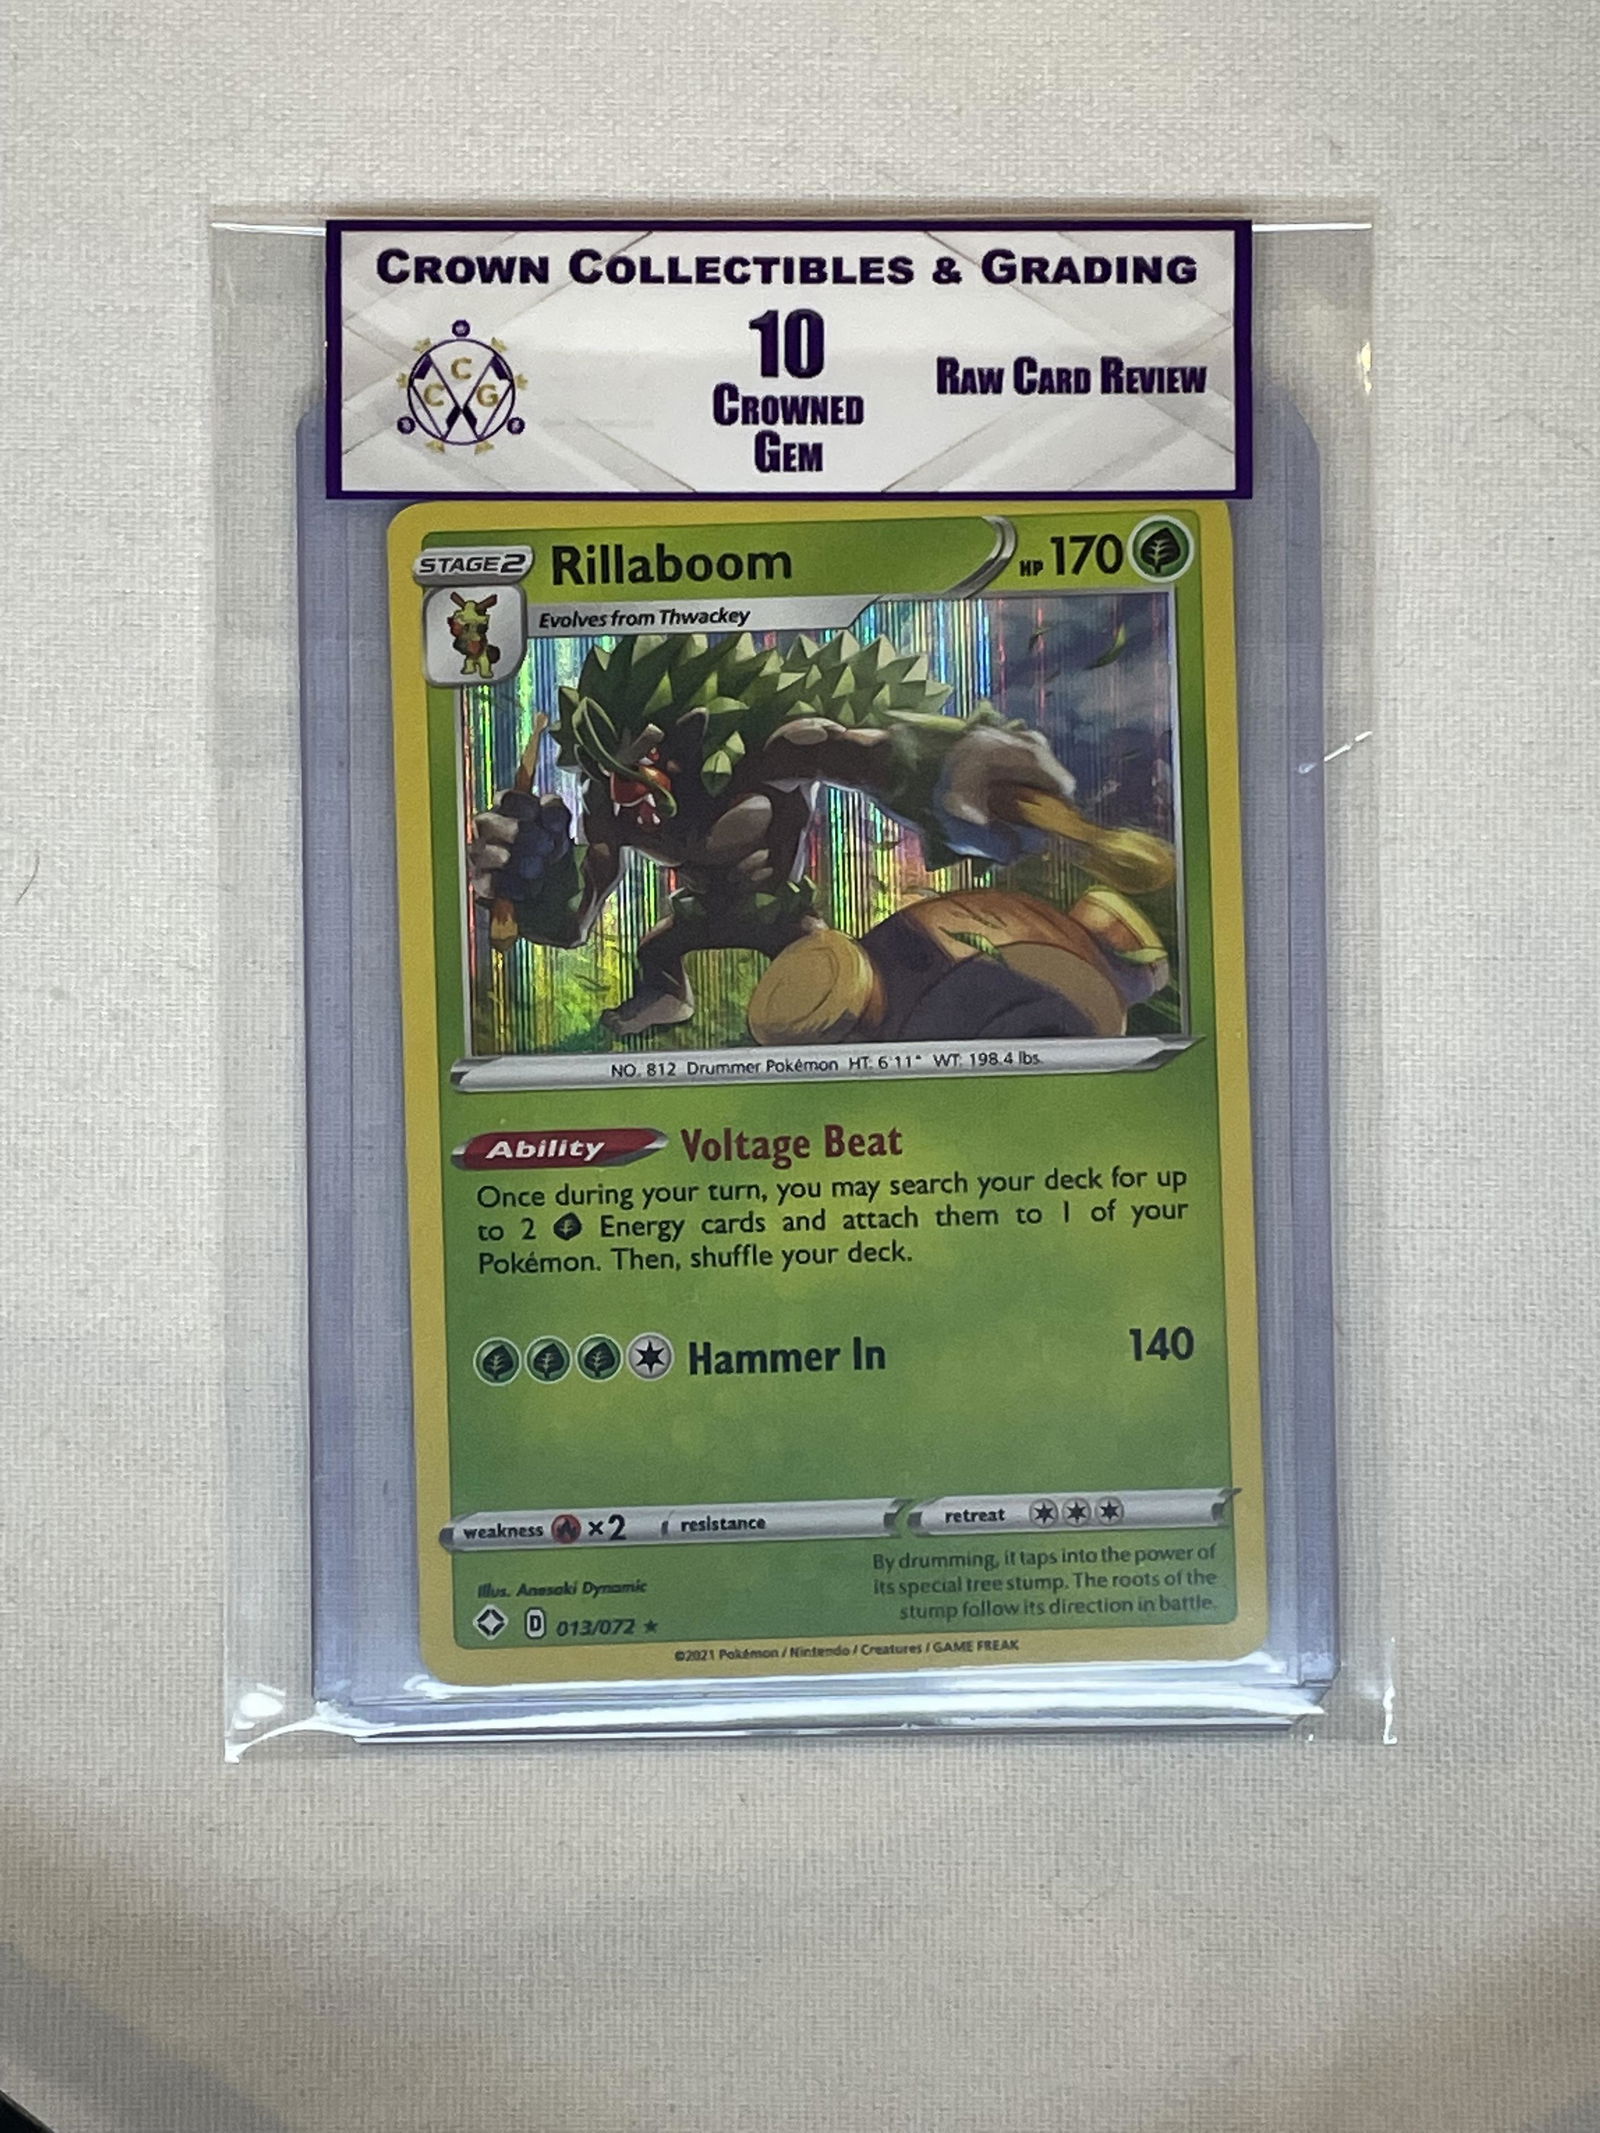 CROWN COLLECTIBLES & GRADING
C
C G
10
CROWNED
GEM
RAW CARD REVIEW
STAGE 2
Rillaboom
HP 170
Evolves from Thwackey
NO. 812 Drummer Pokémon HT: 6'11" WT: 198.4 lbs.
Ability Voltage Beat
Once during your turn, you may search your deck for up
to 2 Energy cards and attach them to 1 of your
Pokémon. Then, shuffle your deck.
Hammer In 140
weakness ×2 resistance retreat
By drumming, it taps into the power of
its special tree stump. The roots of the
stump follow its direction in battle.
Illus. Anesaki Dynamic
D 013/072 ★
©2021 Pokémon / Nintendo / Creatures / GAME FREAK